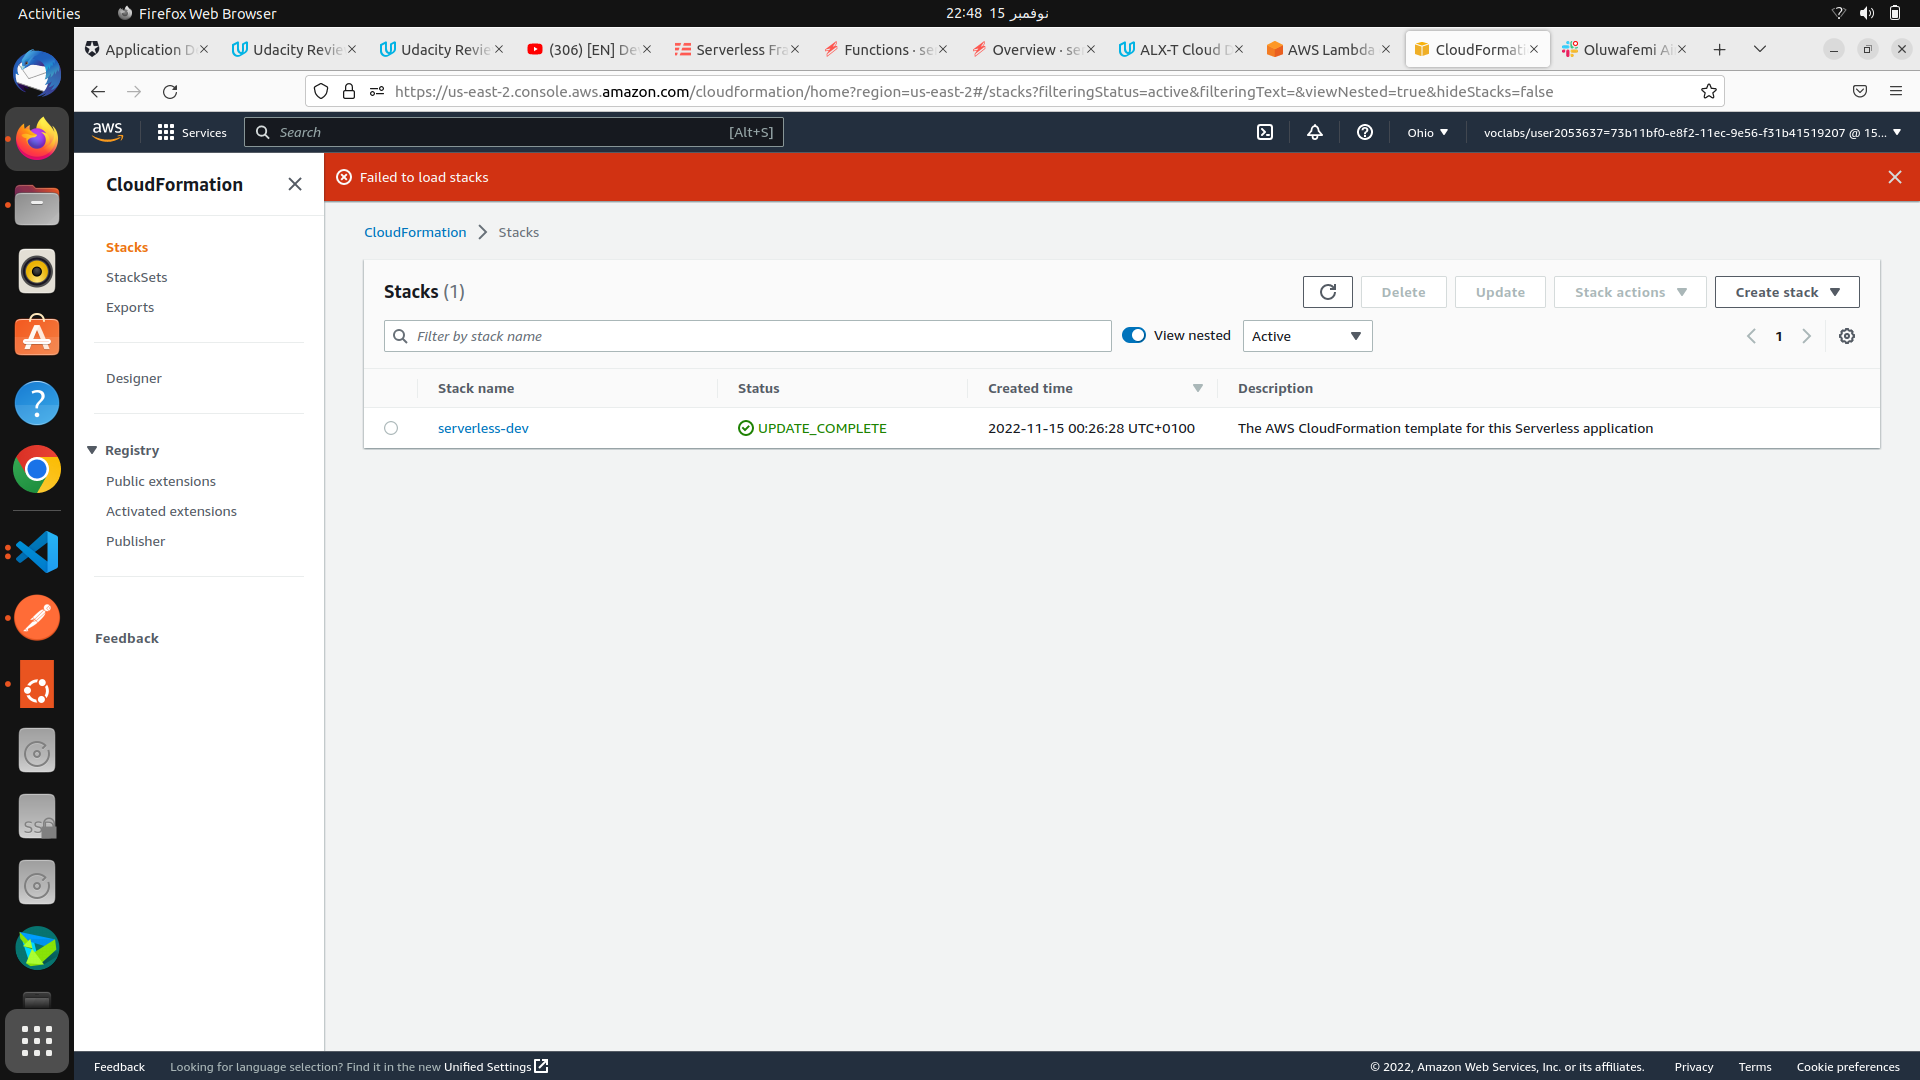 Activities
Firefox Web Browser
22:48 15 نوفمبر
Application D
Udacity Revie
Udacity Revie
(306) [EN] De
Serverless Fra
Functions · se
Overview · se
ALX-T Cloud D
AWS Lambda
CloudFormati
Oluwafemi Ai
https://us-east-2.console.aws.amazon.com/cloudformation/home?region=us-east-2#/stacks?filteringStatus=active&filteringText=&viewNested=true&hideStacks=false
aws
Services
Search
[Alt+S]
Ohio
voclabs/user2053637=73b11bf0-e8f2-11ec-9e56-f31b41519207 @ 15...
CloudFormation
Failed to load stacks
Stacks
StackSets
Exports
Designer
Registry
Public extensions
Activated extensions
Publisher
Feedback
CloudFormation
Stacks
Stacks (1)
Delete
Update
Stack actions
Create stack
Filter by stack name
View nested
Active
1
Stack name
Status
Created time
Description
serverless-dev
UPDATE_COMPLETE
2022-11-15 00:26:28 UTC+0100
The AWS CloudFormation template for this Serverless application
SSD
Feedback
Looking for language selection? Find it in the new Unified Settings
© 2022, Amazon Web Services, Inc. or its affiliates.
Privacy
Terms
Cookie preferences